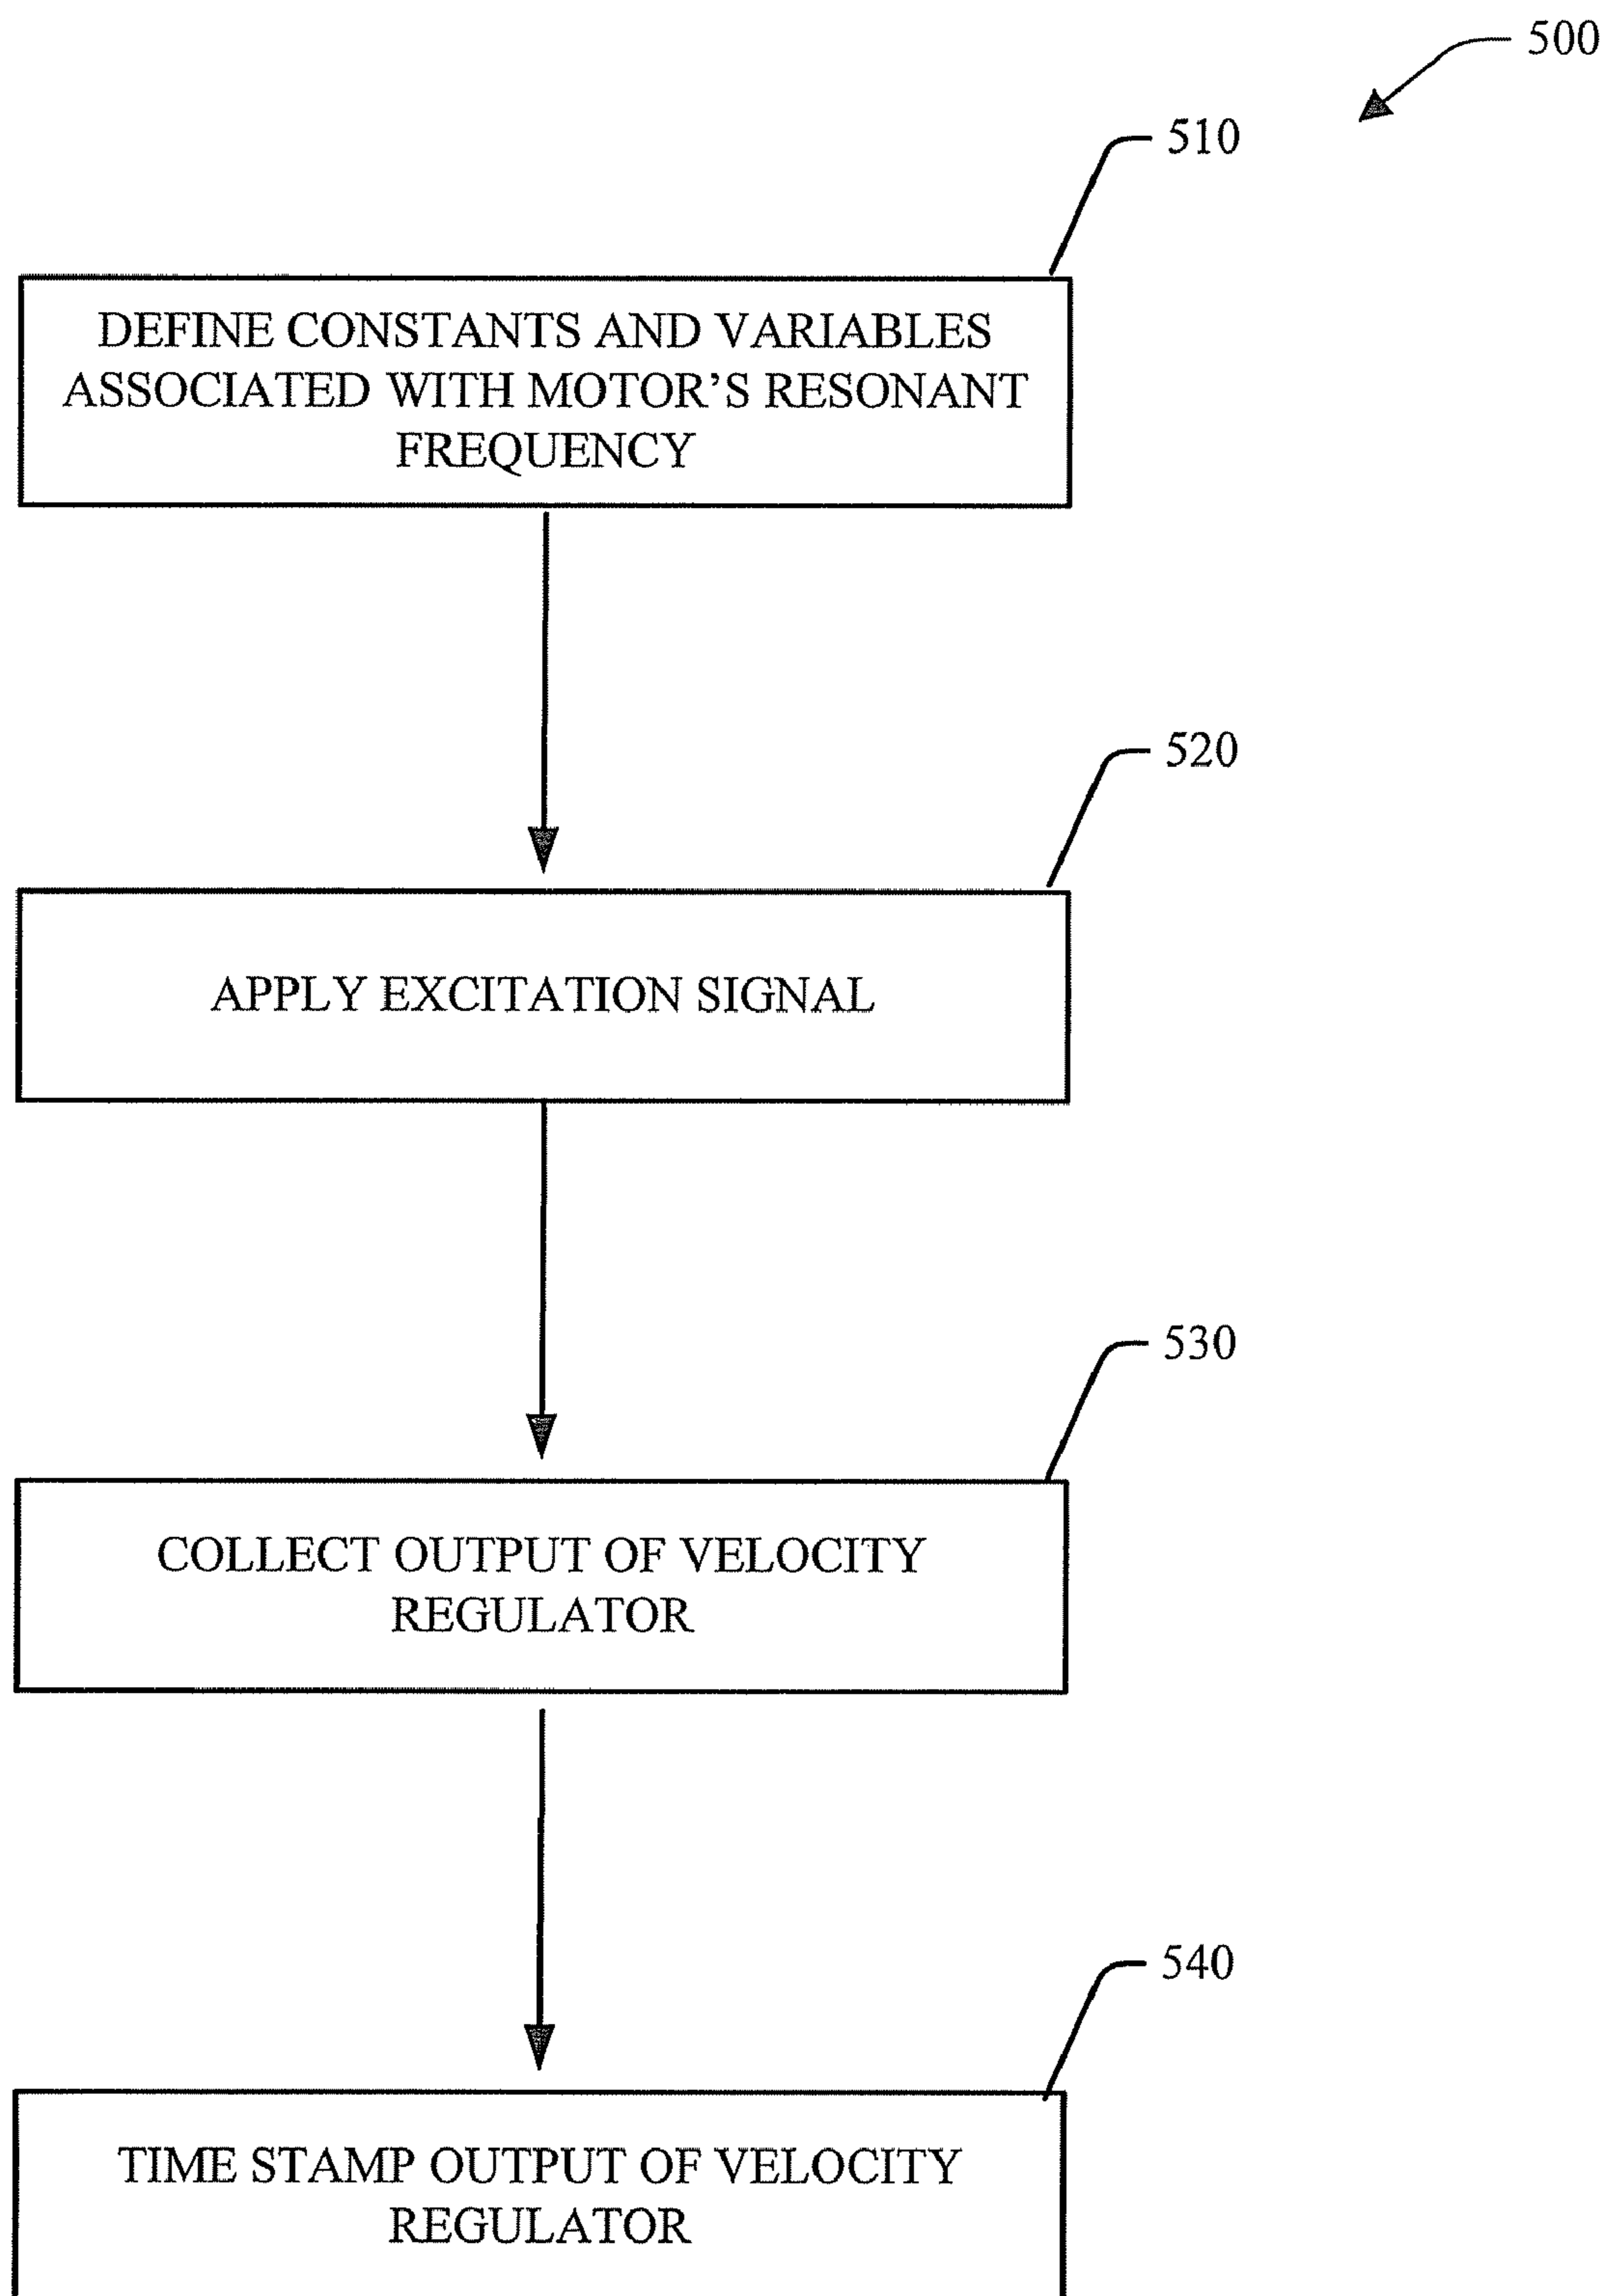 500
510
DEFINE CONSTANTS AND VARIABLES
ASSOCIATED WITH MOTOR'S RESONANT
FREQUENCY
520
APPLY EXCITATION SIGNAL
530
COLLECT OUTPUT OF VELOCITY
REGULATOR
540
TIME STAMP OUTPUT OF VELOCITY
REGULATOR